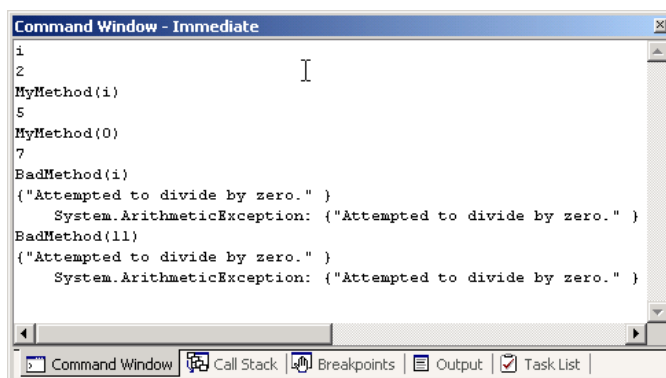 Command Window - Immediate
i
2
MyMethod(i)
5
MyMethod(0)
7
BadMethod(i)
{"Attempted to divide by zero." }
    System.ArithmeticException: {"Attempted to divide by zero." }
BadMethod(11)
{"Attempted to divide by zero." }
    System.ArithmeticException: {"Attempted to divide by zero." }
Command Window Call Stack Breakpoints Output Task List